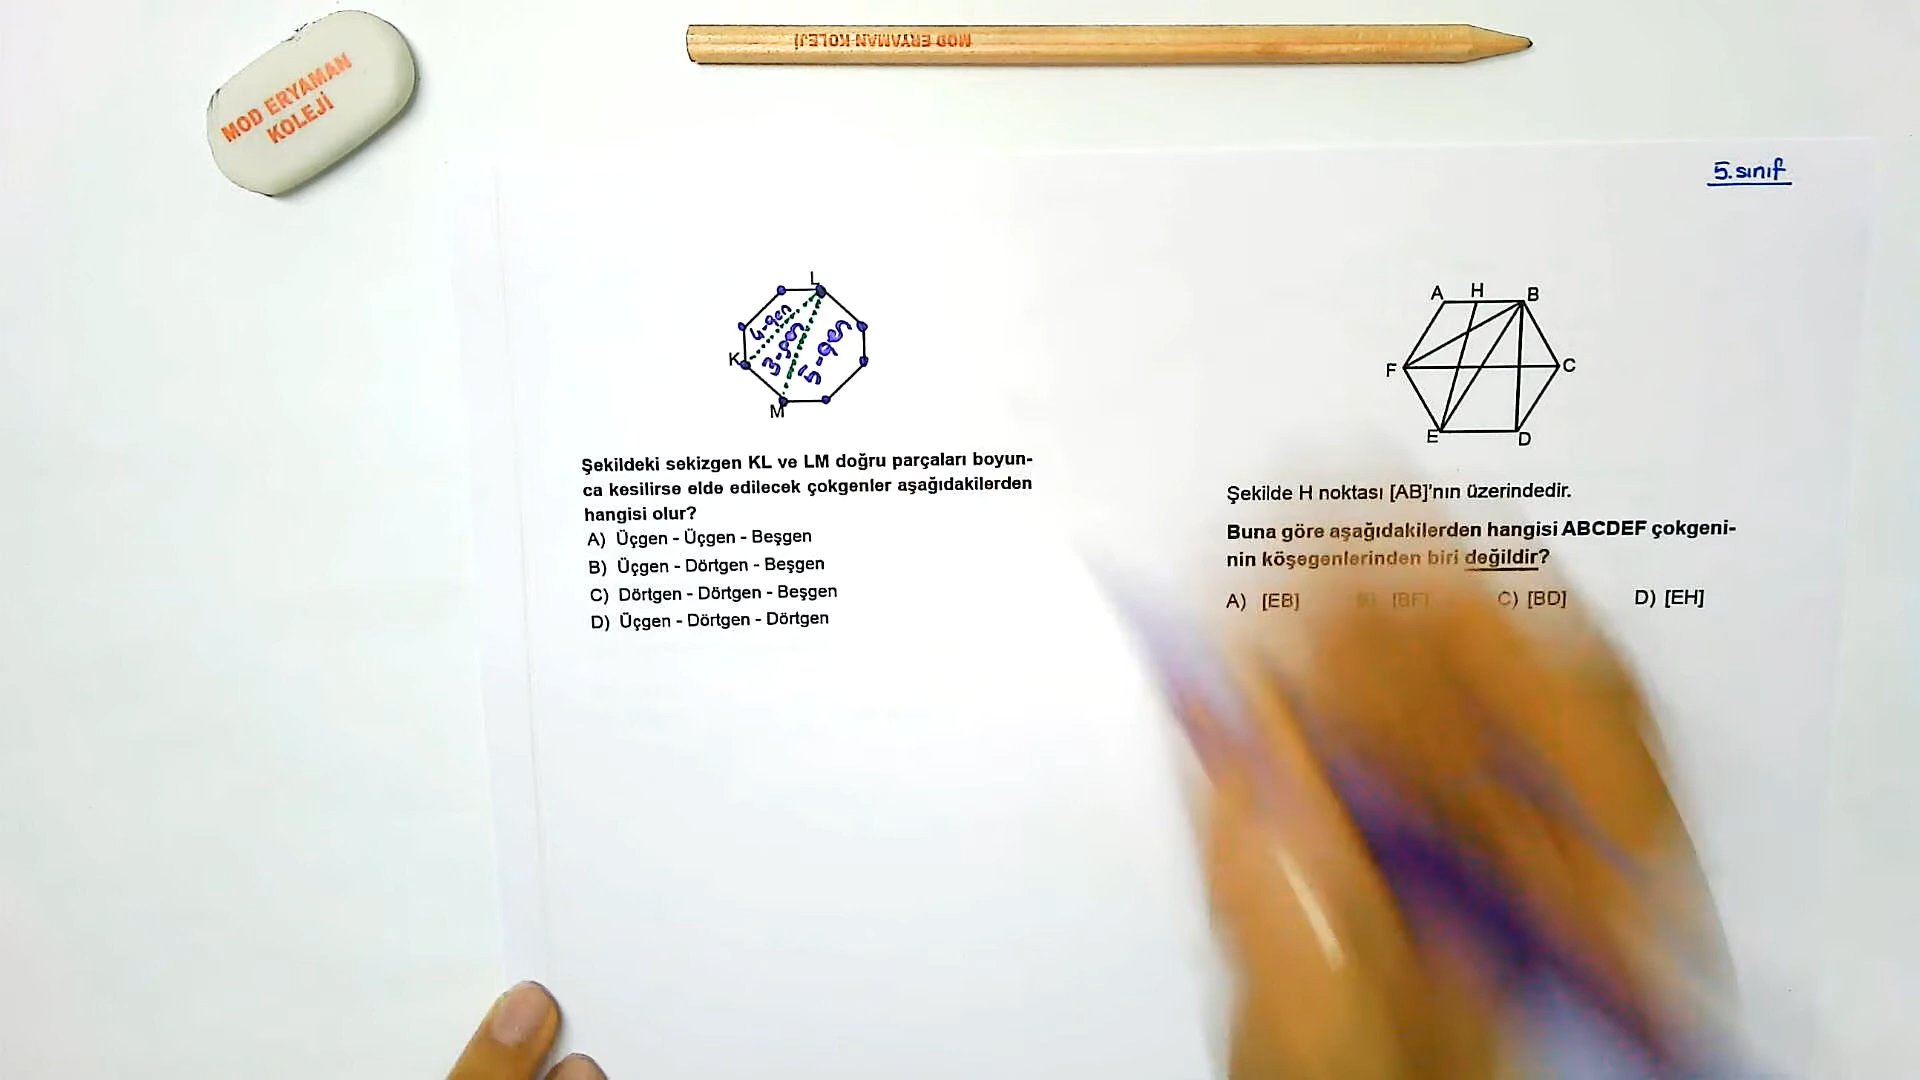 MOD ERYAMAN
KOLEJİ
MOD ERYAMAN KOLEJİ
5.sınıf
L
4-gen
3-gen
5-gen
K
M
Şekildeki sekizgen KL ve LM doğru parçaları boyun-
ca kesilirse elde edilecek çokgenler aşağıdakilerden
hangisi olur?
A) Üçgen - Üçgen - Beşgen
B) Üçgen - Dörtgen - Beşgen
C) Dörtgen - Dörtgen - Beşgen
D) Üçgen - Dörtgen - Dörtgen
A H B
F C
E D
Şekilde H noktası [AB]'nın üzerindedir.
Buna göre aşağıdakilerden hangisi ABCDEF çokgeni-
nin köşegenlerinden biri değildir?
A) [EB] B) [BF] C) [BD] D) [EH]